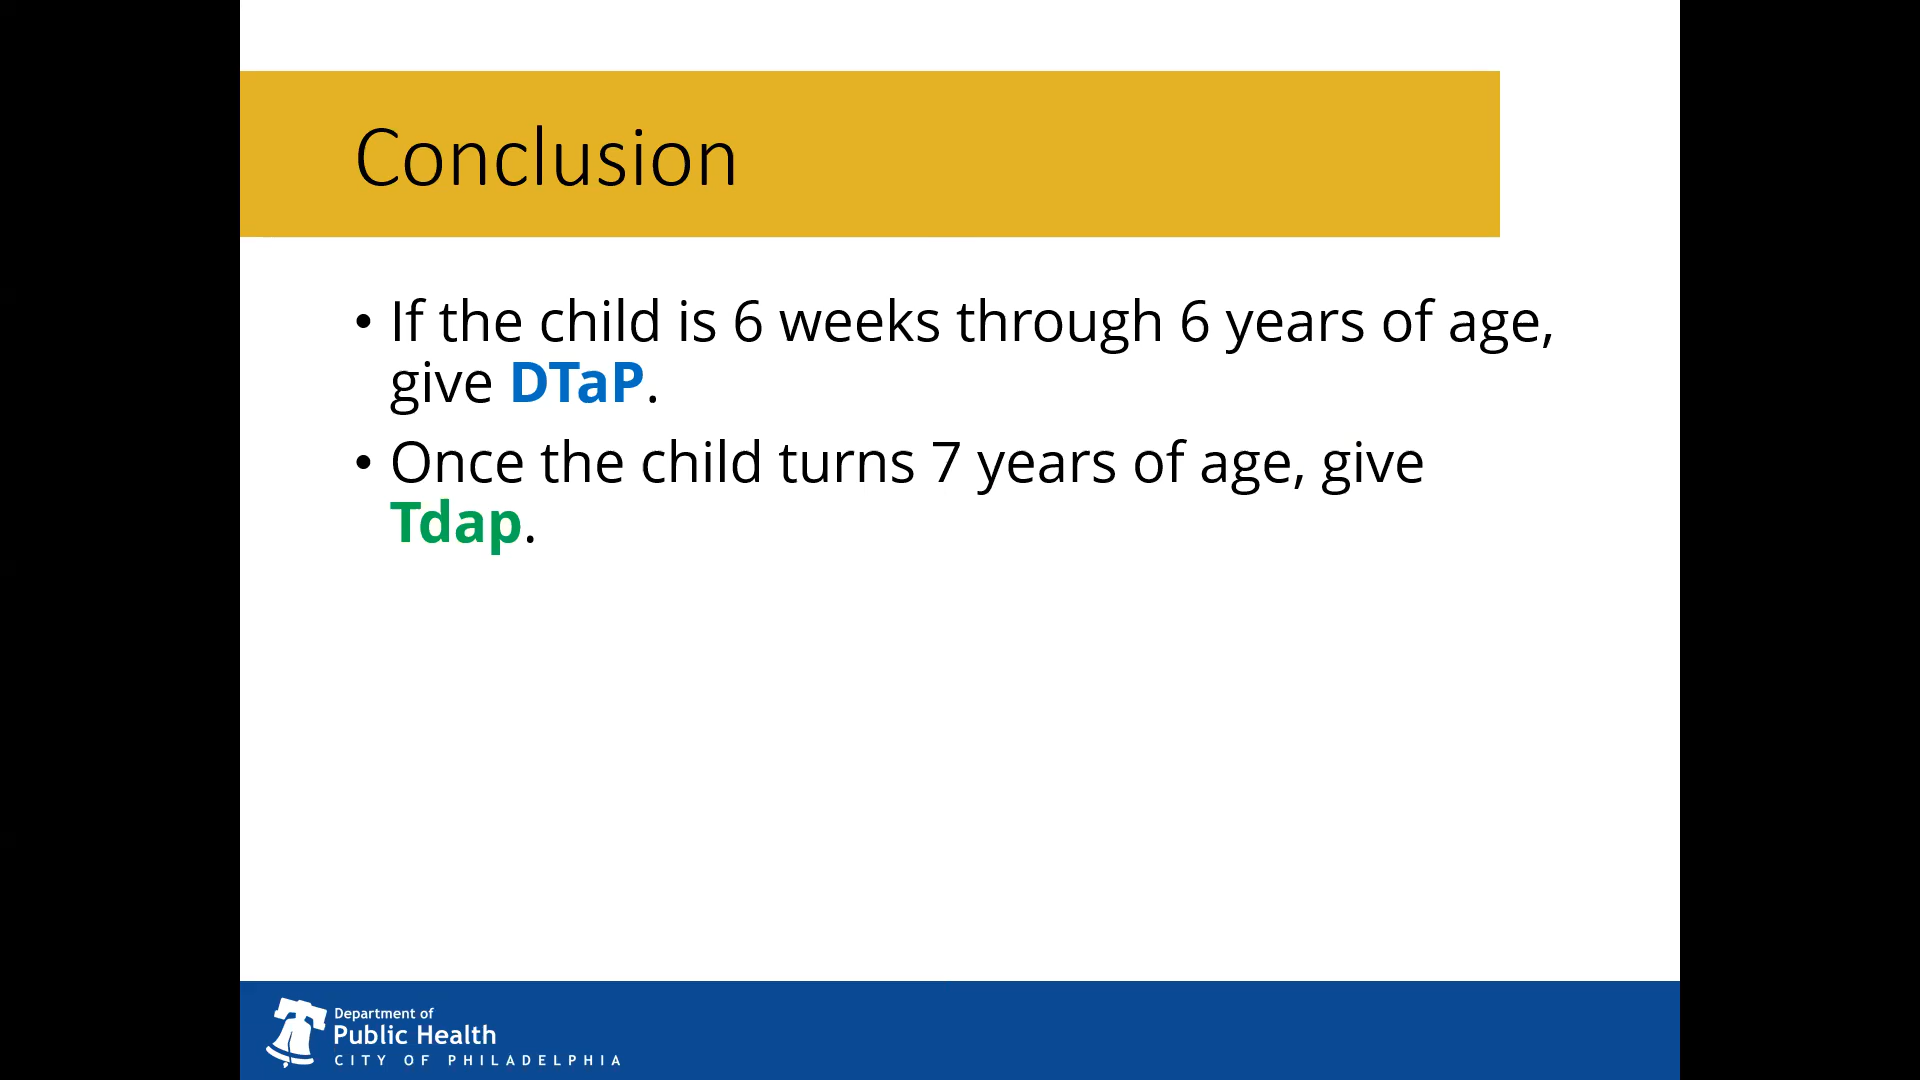 Conclusion
• If the child is 6 weeks through 6 years of age,
give DTaP.
• Once the child turns 7 years of age, give
Tdap.
Department of
Public Health
CITY OF PHILADELPHIA